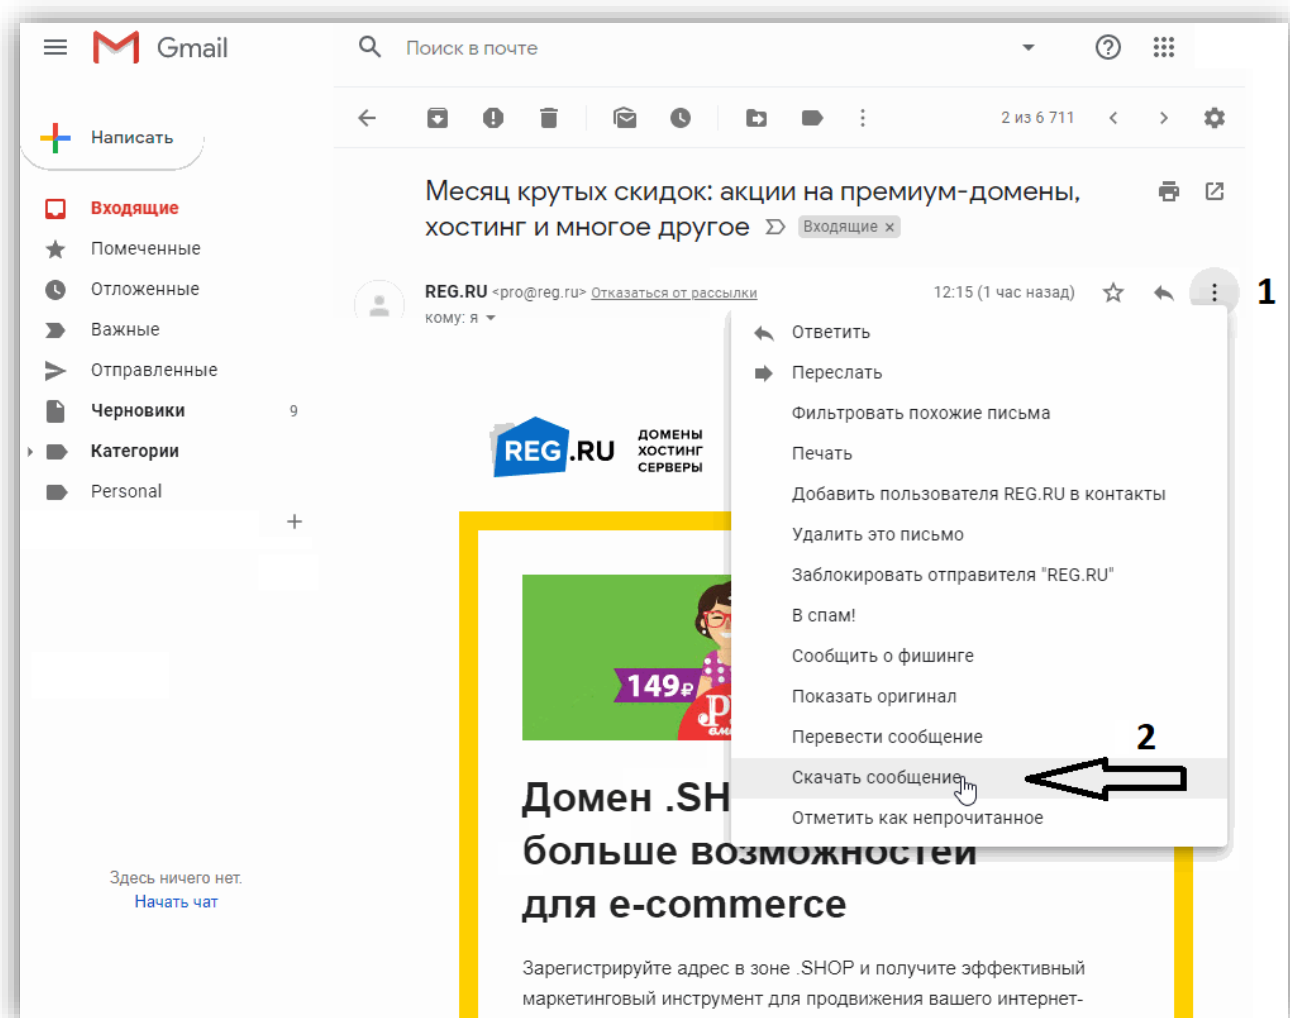 Gmail
Поиск в почте
Написать
2 из 6 711
Входящие
Помеченные
Отложенные
Важные
Отправленные
Черновики 9
Категории
Personal
Здесь ничего нет.
Начать чат
Месяц крутых скидок: акции на премиум-домены,
хостинг и многое другое Входящие x
REG.RU <pro@reg.ru> Отказаться от рассылки 12:15 (1 час назад)
кому: я
1
Ответить
Переслать
Фильтровать похожие письма
Печать
Добавить пользователя REG.RU в контакты
Удалить это письмо
Заблокировать отправителя "REG.RU"
В спам!
Сообщить о фишинге
Показать оригинал
Перевести сообщение
2
Скачать сообщение
Отметить как непрочитанное
REG.RU
ДОМЕНЫ
ХОСТИНГ
СЕРВЕРЫ
149₽
Домен .SH
больше возможностей
для e-commerce
Зарегистрируйте адрес в зоне .SHOP и получите эффективный
маркетинговый инструмент для продвижения вашего интернет-